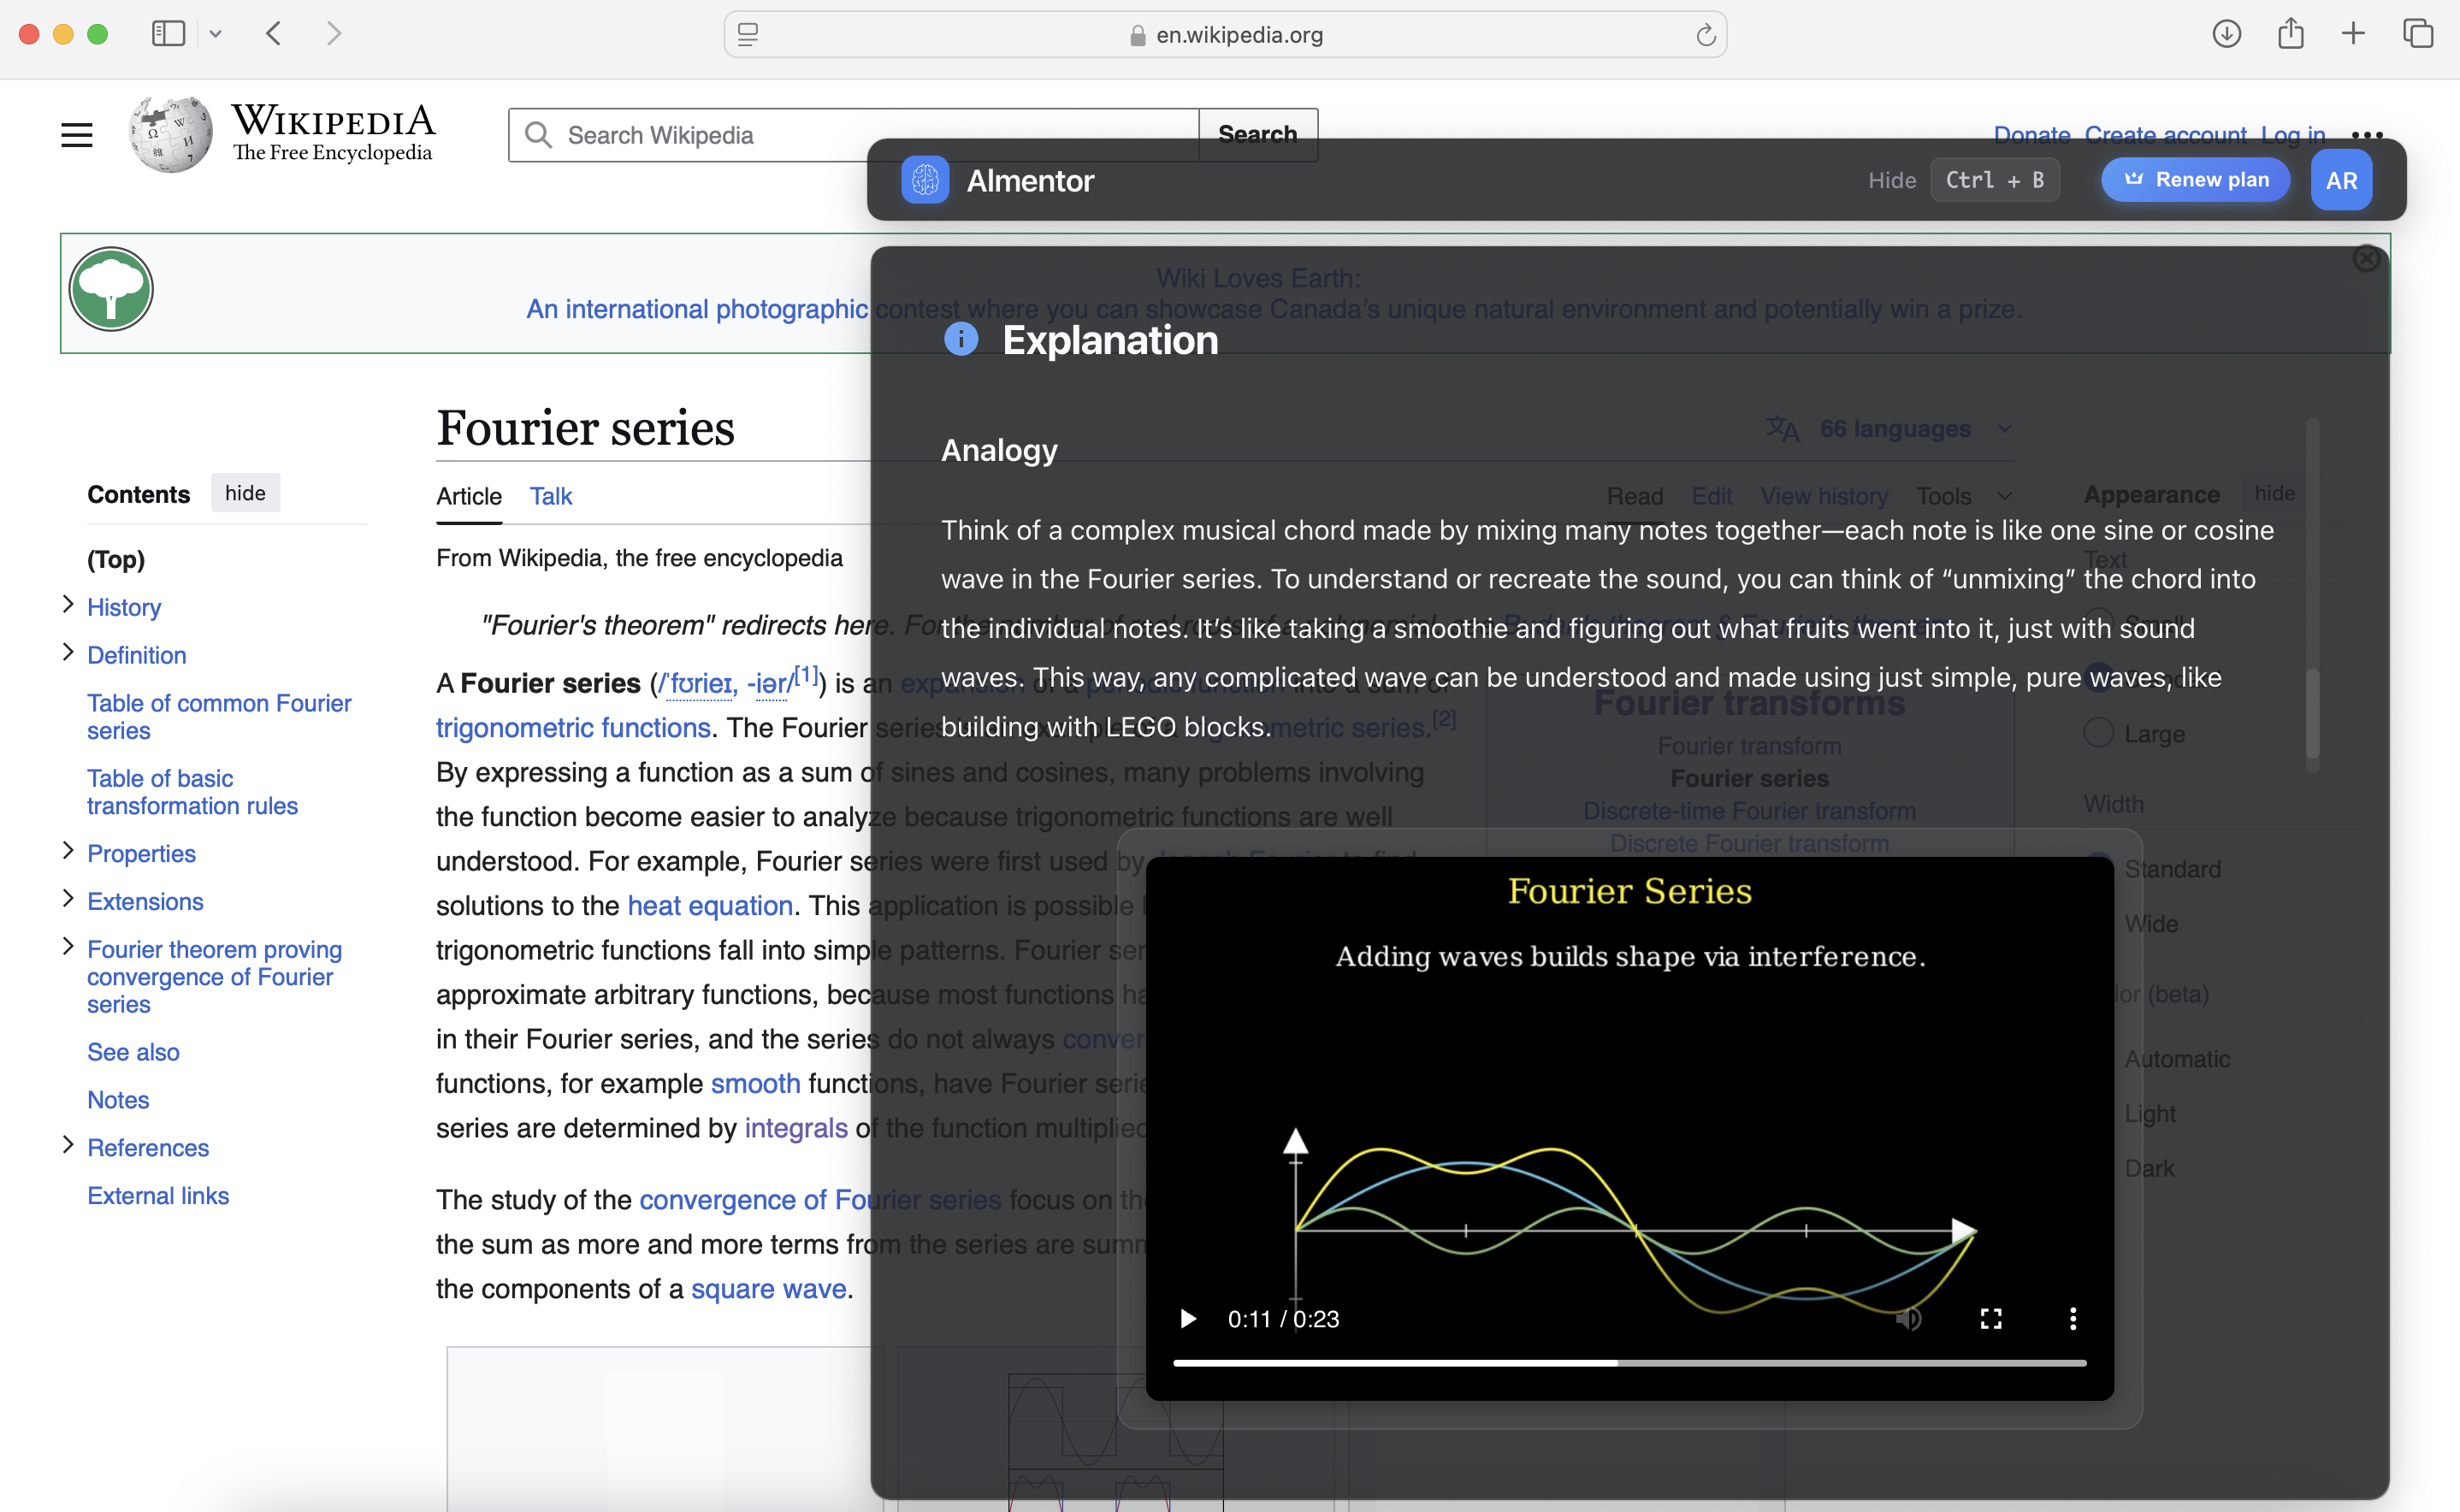 en.wikipedia.org
WIKIPEDIA
The Free Encyclopedia
Search Wikipedia
Search
Donate Create account Log in
AImentor
Hide Ctrl + B
Renew plan
AR
Wiki Loves Earth:
An international photographic contest where you can showcase Canada's unique natural environment and potentially win a prize.
Explanation
Fourier series
66 languages
Contents hide
(Top)
History
Definition
Table of common Fourier
series
Table of basic
transformation rules
Properties
Extensions
Fourier theorem proving
convergence of Fourier
series
See also
Notes
References
External links
Article Talk
Read Edit View history Tools
Appearance hide
From Wikipedia, the free encyclopedia
"Fourier's theorem" redirects here.
A Fourier series (/ˈfʊrieɪ, -iər/[1]) is an expansion of a periodic function into a sum of
trigonometric functions. The Fourier series
metric series.[2]
By expressing a function as a sum of sines and cosines, many problems involving
the function become easier to analyze because trigonometric functions are well
understood. For example, Fourier series were first used by Joseph Fourier to find
solutions to the heat equation. This application is possible
trigonometric functions fall into simple patterns. Fourier ser
approximate arbitrary functions, because most functions ha
in their Fourier series, and the series do not always conver
functions, for example smooth functions, have Fourier serie
series are determined by integrals of the function multiplied
The study of the convergence of Fourier series focus on the
the sum as more and more terms from the series are summ
the components of a square wave.
Analogy
Think of a complex musical chord made by mixing many notes together—each note is like one sine or cosine
wave in the Fourier series. To understand or recreate the sound, you can think of “unmixing” the chord into
the individual notes. It’s like taking a smoothie and figuring out what fruits went into it, just with sound
waves. This way, any complicated wave can be understood and made using just simple, pure waves, like
building with LEGO blocks.
Fourier transforms
Fourier transform
Fourier series
Discrete-time Fourier transform
Discrete Fourier transform
Text
Small
Large
Width
Standard
Wide
lor (beta)
Automatic
Light
Dark
Fourier Series
Adding waves builds shape via interference.
0:11 / 0:23